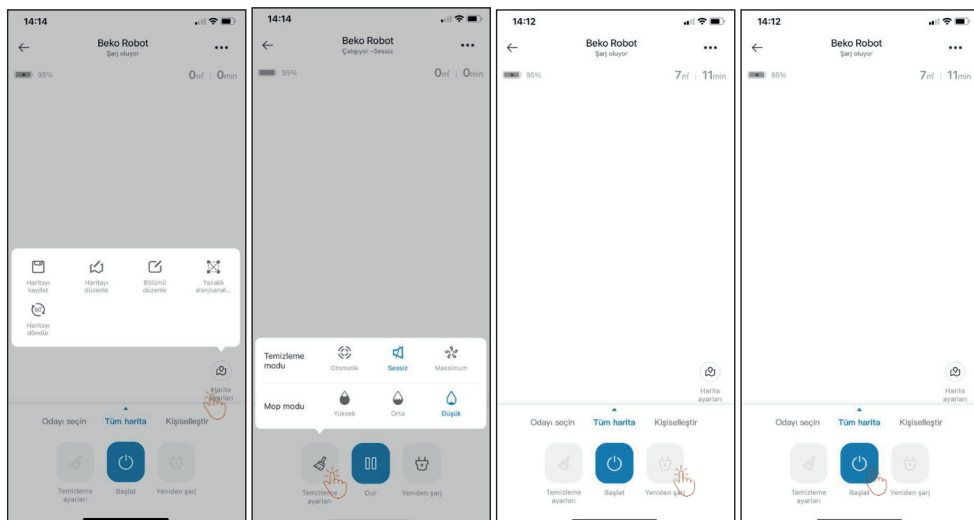 14:14
Beko Robot
Şarj oluyor
95%
0m² | 0min
Haritayı kaydet
Haritayı düzenle
Bölümü düzenle
Yasaklı alan/sanal...
90°
Haritayı döndür
Harita ayarları
Odayı seçin
Tüm harita
Kişiselleştir
Temizleme ayarları
Başlat
Yeniden şarj
14:14
Beko Robot
Çalışıyor -Sessiz
95%
0m² | 0min
Temizleme modu
Otomatik
Sessiz
Maksimum
Mop modu
Yüksek
Orta
Düşük
Temizleme ayarları
Dur
Yeniden şarj
14:12
Beko Robot
Şarj oluyor
95%
7m² | 11min
Harita ayarları
Odayı seçin
Tüm harita
Kişiselleştir
Temizleme ayarları
Başlat
Yeniden şarj
14:12
Beko Robot
Şarj oluyor
95%
7m² | 11min
Harita ayarları
Odayı seçin
Tüm harita
Kişiselleştir
Temizleme ayarları
Başlat
Yeniden şarj